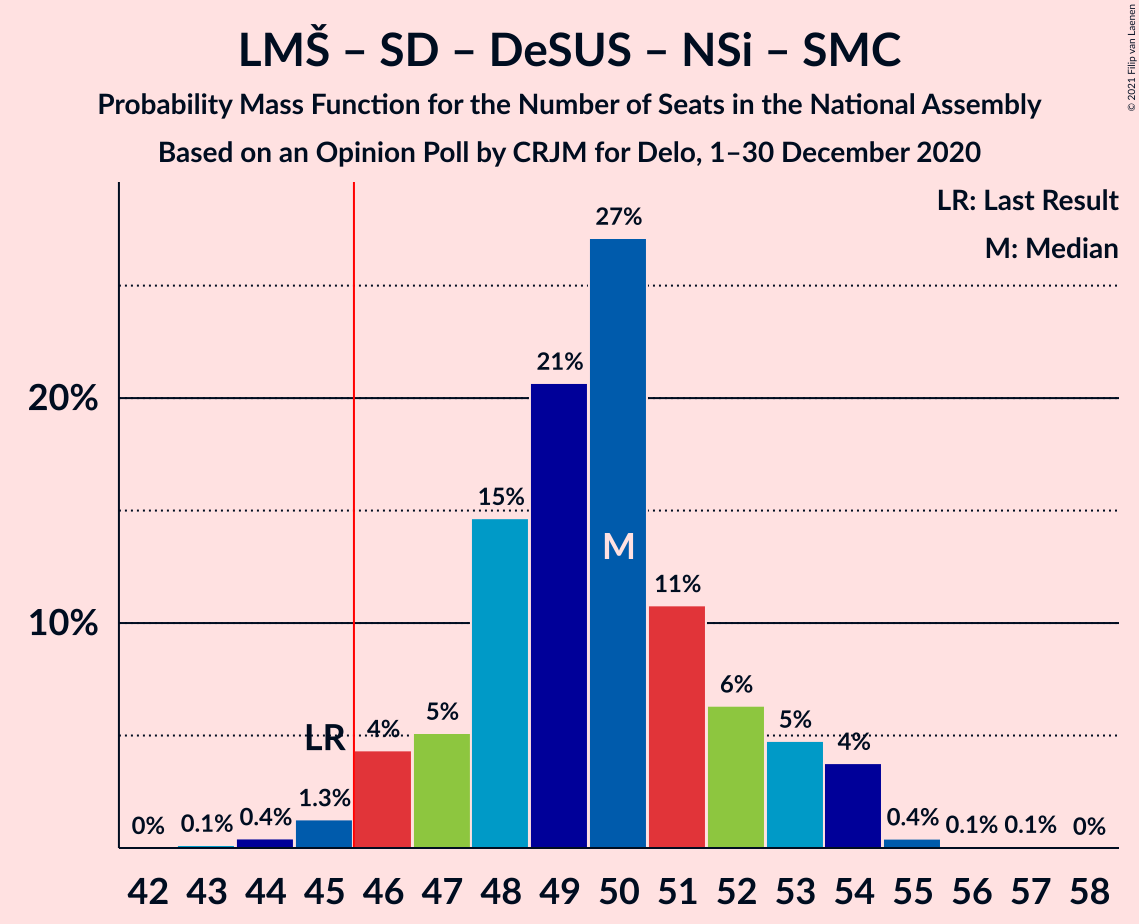 LMŠ – SD – DeSUS – NSi – SMC
Probability Mass Function for the Number of Seats in the National Assembly
Based on an Opinion Poll by CRJM for Delo, 1–30 December 2020
© 2021 Filip van Laenen
LR: Last Result
M: Median
27%
21%
20%
15%
M
11%
10%
6%
5%
5%
4%
4%
LR
1.3%
0.4%
0.4%
0.1%
0.1%
0.1%
0%
0%
42 43 44 45 46 47 48 49 50 51 52 53 54 55 56 57 58